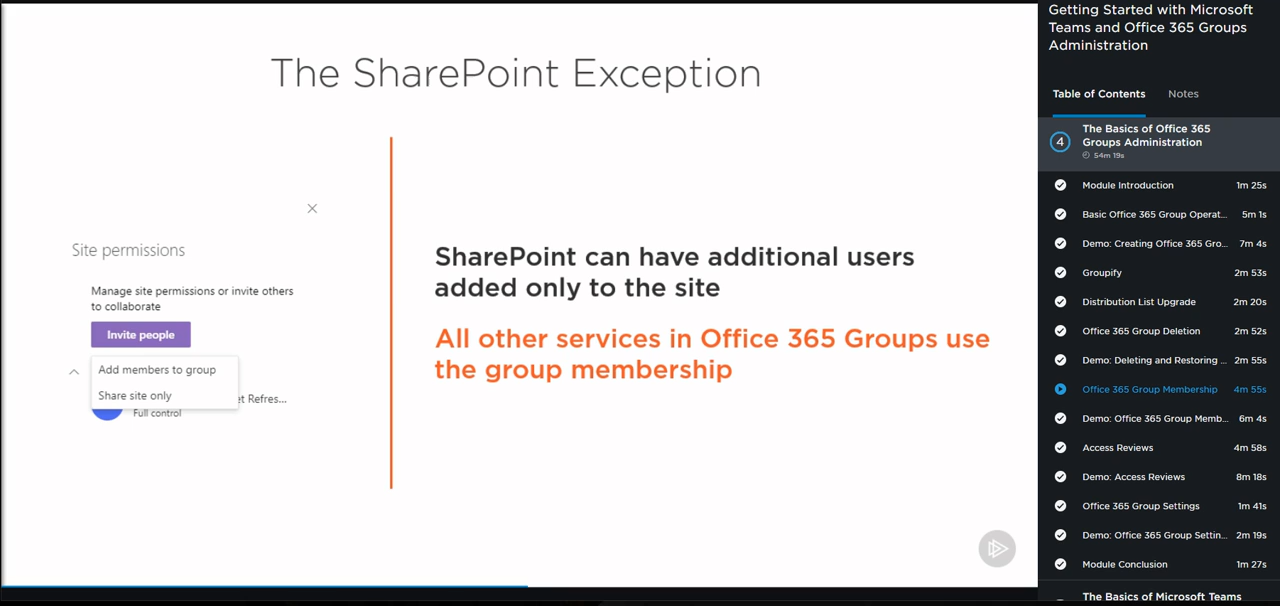 The SharePoint Exception
Site permissions
Manage site permissions or invite others
to collaborate
Invite people
Add members to group
Share site only
et Refres...
Full control
SharePoint can have additional users
added only to the site
All other services in Office 365 Groups use
the group membership
Getting Started with Microsoft
Teams and Office 365 Groups
Administration
Table of Contents Notes
4
The Basics of Office 365
Groups Administration
54m 19s
Module Introduction 1m 25s
Basic Office 365 Group Operat... 5m 1s
Demo: Creating Office 365 Gro... 7m 4s
Groupify 2m 53s
Distribution List Upgrade 2m 20s
Office 365 Group Deletion 2m 52s
Demo: Deleting and Restoring ... 2m 55s
Office 365 Group Membership 4m 55s
Demo: Office 365 Group Memb... 6m 4s
Access Reviews 4m 58s
Demo: Access Reviews 8m 18s
Office 365 Group Settings 1m 41s
Demo: Office 365 Group Settin... 2m 19s
Module Conclusion 1m 27s
The Basics of Microsoft Teams